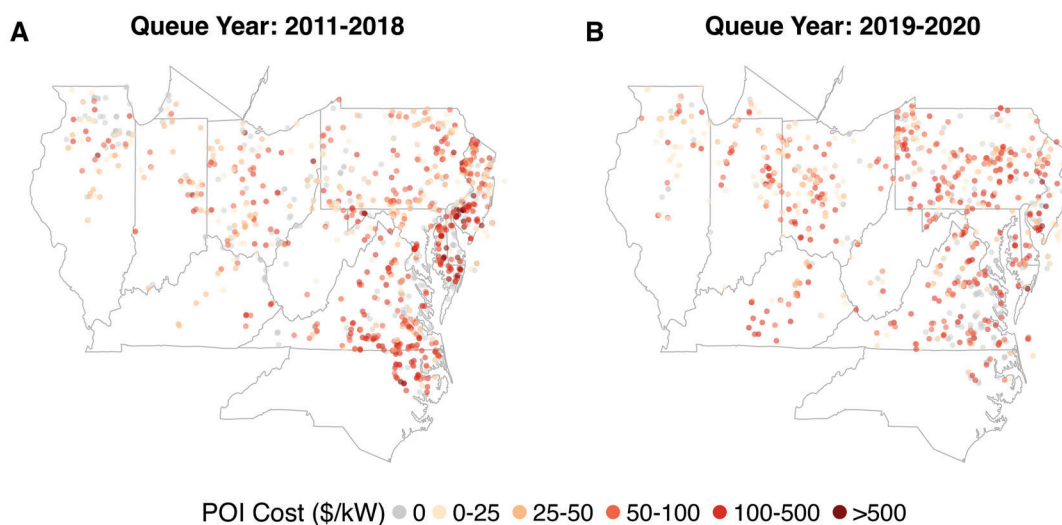 A
Queue Year: 2011-2018
B
Queue Year: 2019-2020
POI Cost ($/kW) 0 0-25 25-50 50-100 100-500 >500